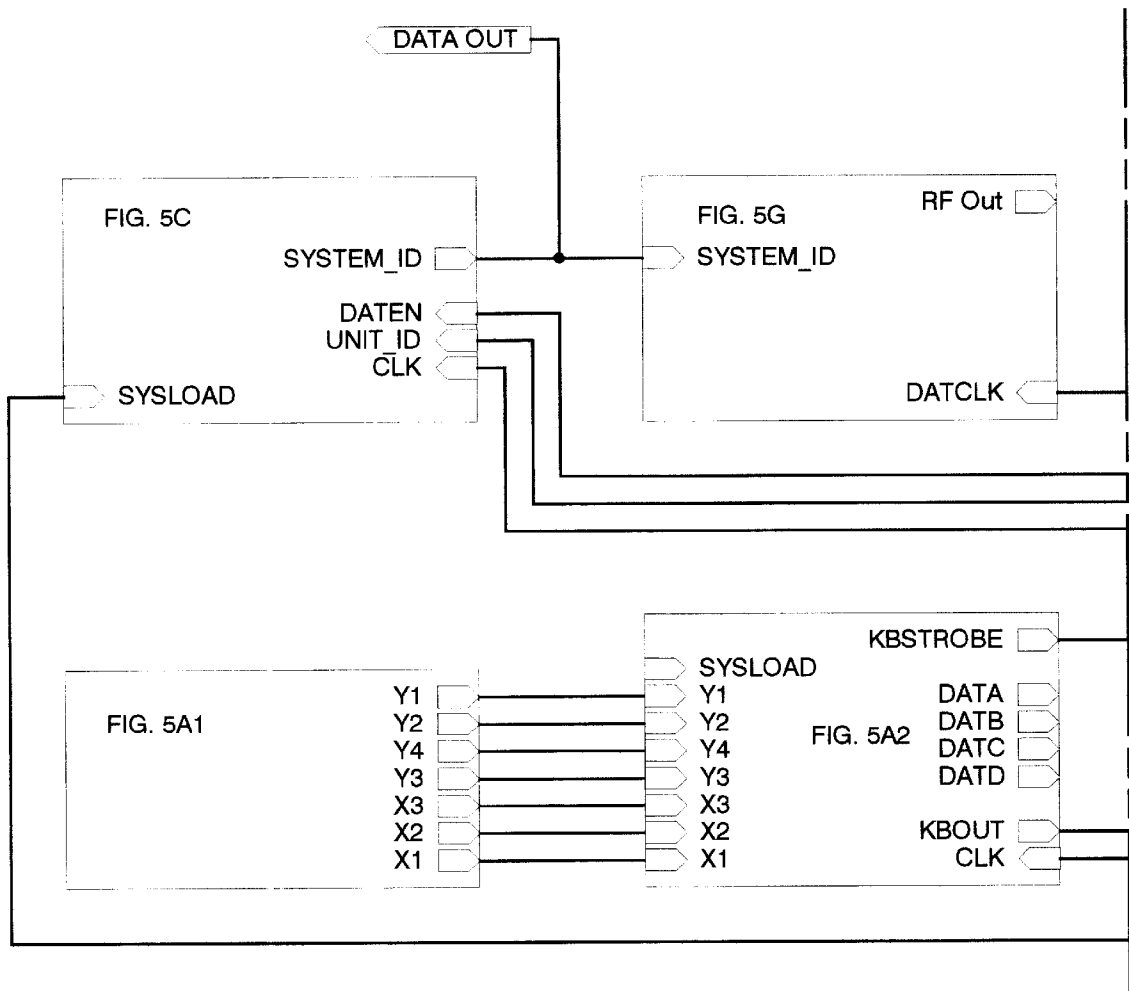 DATA OUT
FIG. 5C
SYSTEM_ID
DATEN
UNIT_ID
CLK
SYSLOAD
FIG. 5G
RF Out
SYSTEM_ID
DATCLK
FIG. 5A1
Y1
Y2
Y4
Y3
X3
X2
X1
KBSTROBE
SYSLOAD
Y1
Y2
Y4
Y3
X3
X2
X1
FIG. 5A2
DATA
DATB
DATC
DATD
KBOUT
CLK